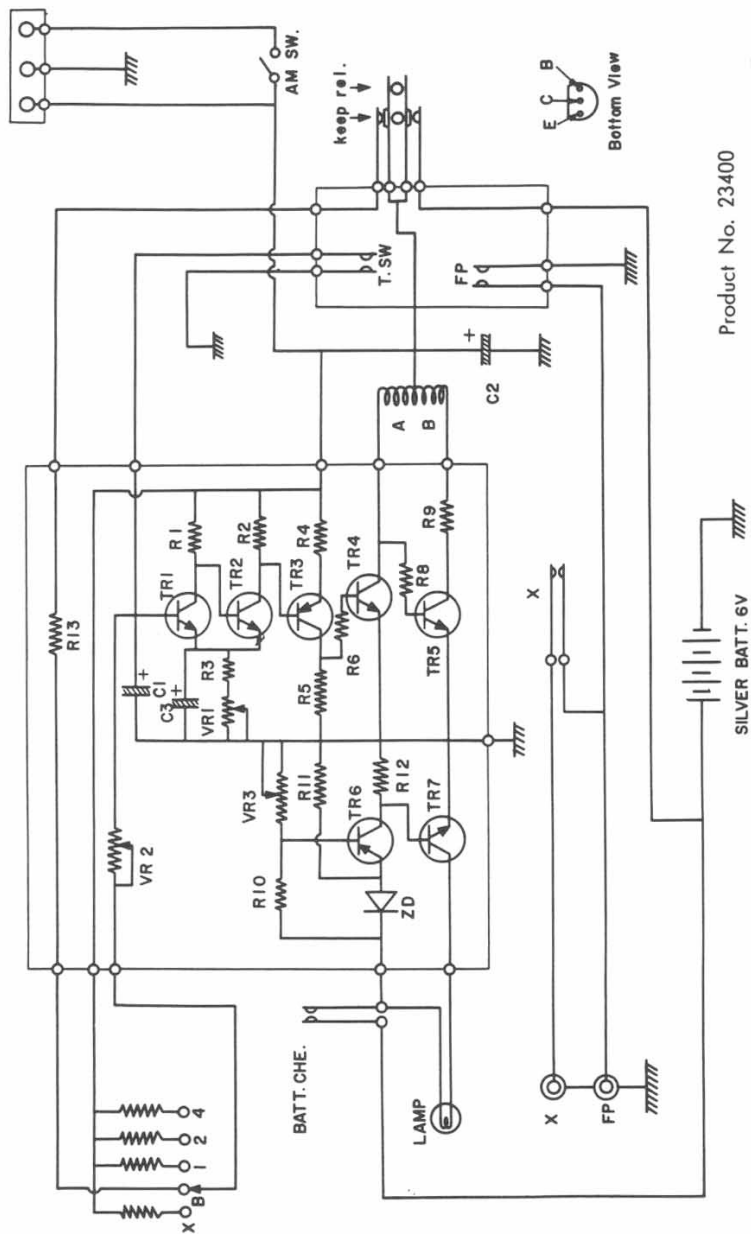 AM SW.
keep rel.
B
C
E
Bottom View
T. SW
FP
Product No. 23400
+
C2
A
B
R13
R1
R2
R4
R9
TR1
TR2
TR3
TR4
R8
TR5
+
C1
+
C3
R3
VR1
R5
R6
VR 2
VR3
R11
R12
TR6
TR7
R10
ZD
X
SILVER BATT. 6V
BATT. CHE.
LAMP
X
FP
4
2
1
B
X